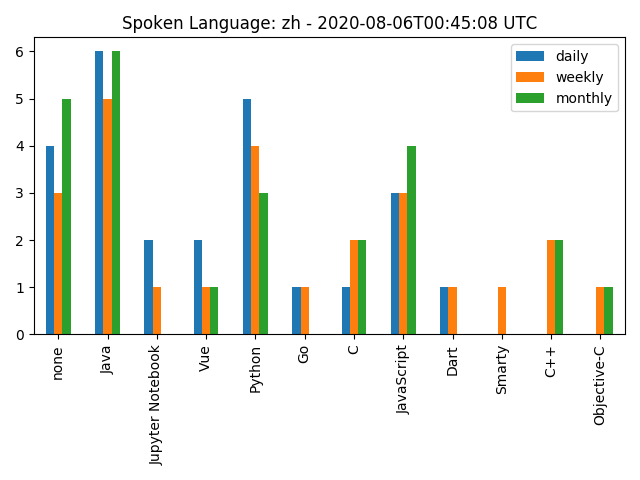 Spoken Language: zh - 2020-08-06T00:45:08 UTC
daily
weekly
monthly
6
5
4
3
2
1
0
none
Java
Jupyter Notebook
Vue
Python
Go
C
JavaScript
Dart
Smarty
C++
Objective-C